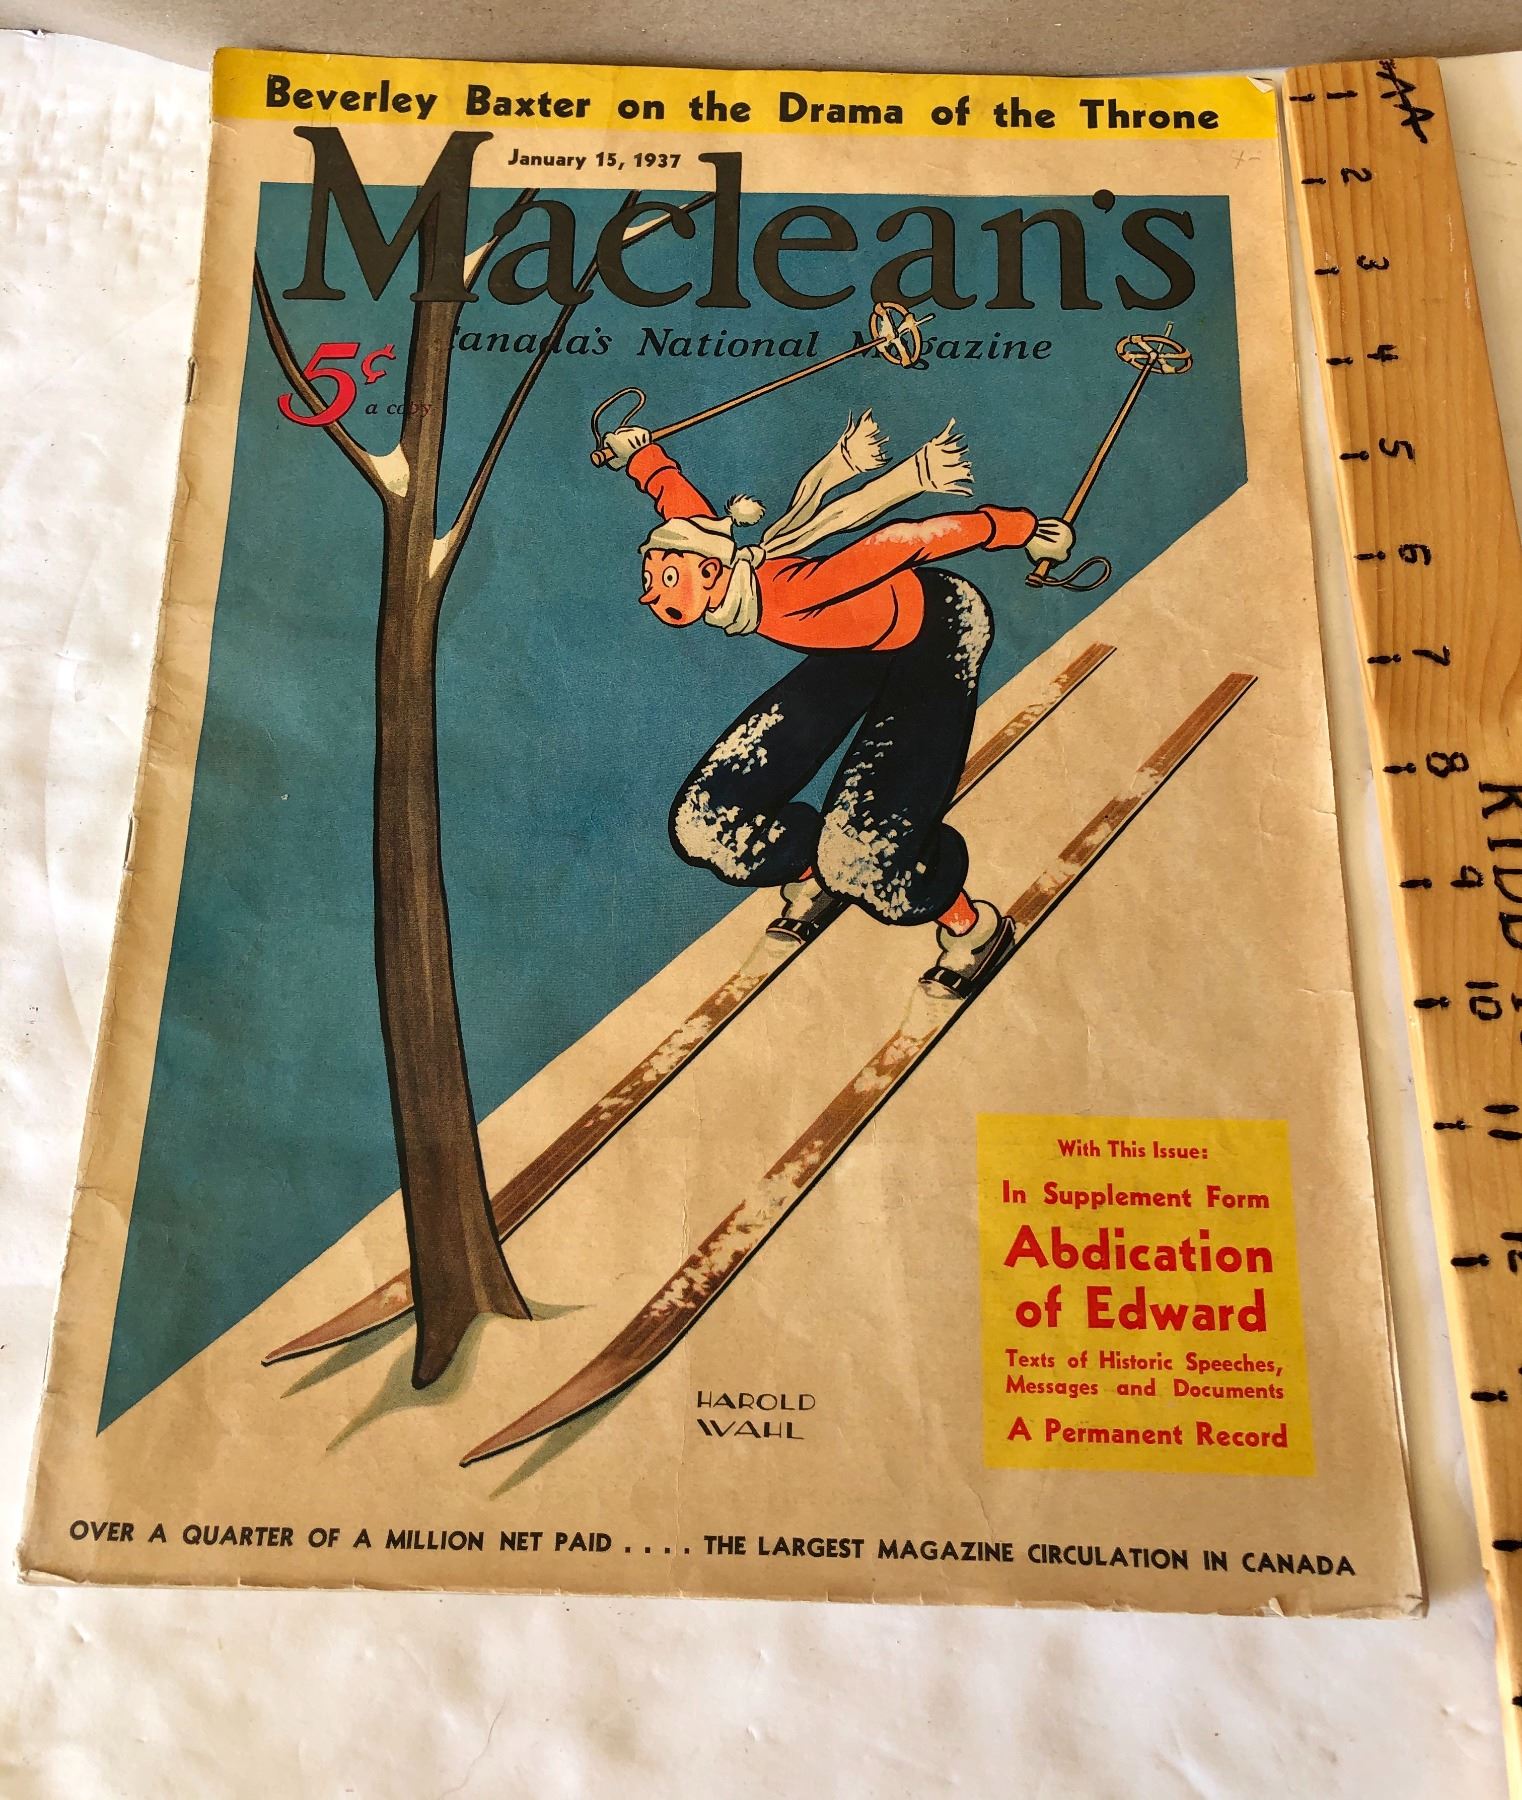 Beverley Baxter on the Drama of the Throne
January 15, 1937
Maclean's
Canada's National Magazine
5¢
a copy
With This Issue:
In Supplement Form
Abdication
of Edward
Texts of Historic Speeches,
Messages and Documents
A Permanent Record
HAROLD
WAHL
OVER A QUARTER OF A MILLION NET PAID .... THE LARGEST MAGAZINE CIRCULATION IN CANADA
1
2
3
4
5
6
7
8
9
10
11
12
KIDD